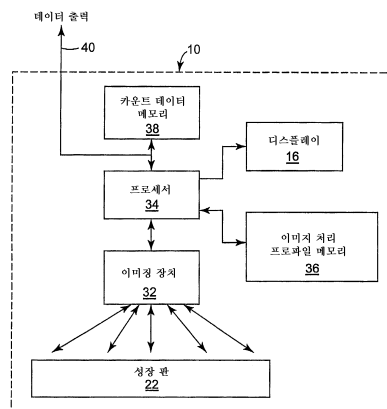 데이터 출력
40
10
카운트 데이터
메모리
38
디스플레이
16
프로세서
34
이미지 처리
프로파일 메모리
36
이미징 장치
32
성장 판
22